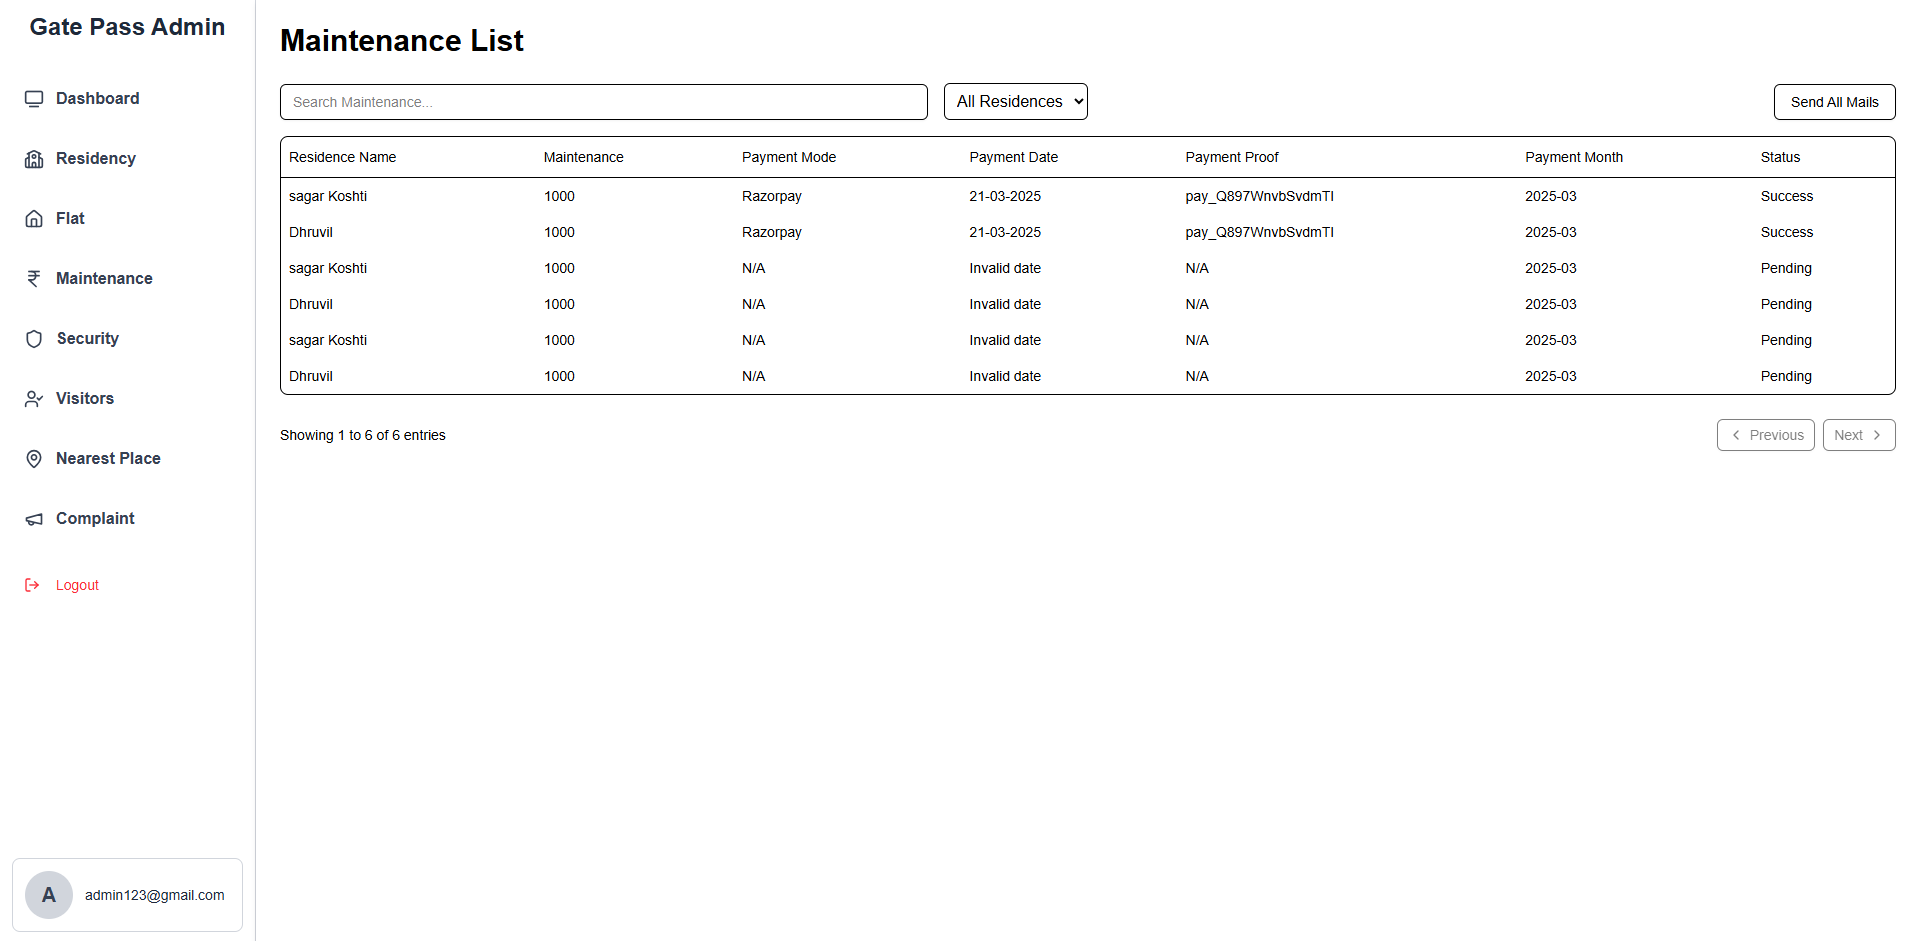 Gate Pass Admin
Dashboard
Residency
Flat
Maintenance
Security
Visitors
Nearest Place
Complaint
Logout
A admin123@gmail.com
Maintenance List
Search Maintenance... All Residences Send All Mails
Residence Name Maintenance Payment Mode Payment Date Payment Proof Payment Month Status
sagar Koshti 1000 Razorpay 21-03-2025 pay_Q897WnvbSvdmTI 2025-03 Success
Dhruvil 1000 Razorpay 21-03-2025 pay_Q897WnvbSvdmTI 2025-03 Success
sagar Koshti 1000 N/A Invalid date N/A 2025-03 Pending
Dhruvil 1000 N/A Invalid date N/A 2025-03 Pending
sagar Koshti 1000 N/A Invalid date N/A 2025-03 Pending
Dhruvil 1000 N/A Invalid date N/A 2025-03 Pending
Showing 1 to 6 of 6 entries Previous Next